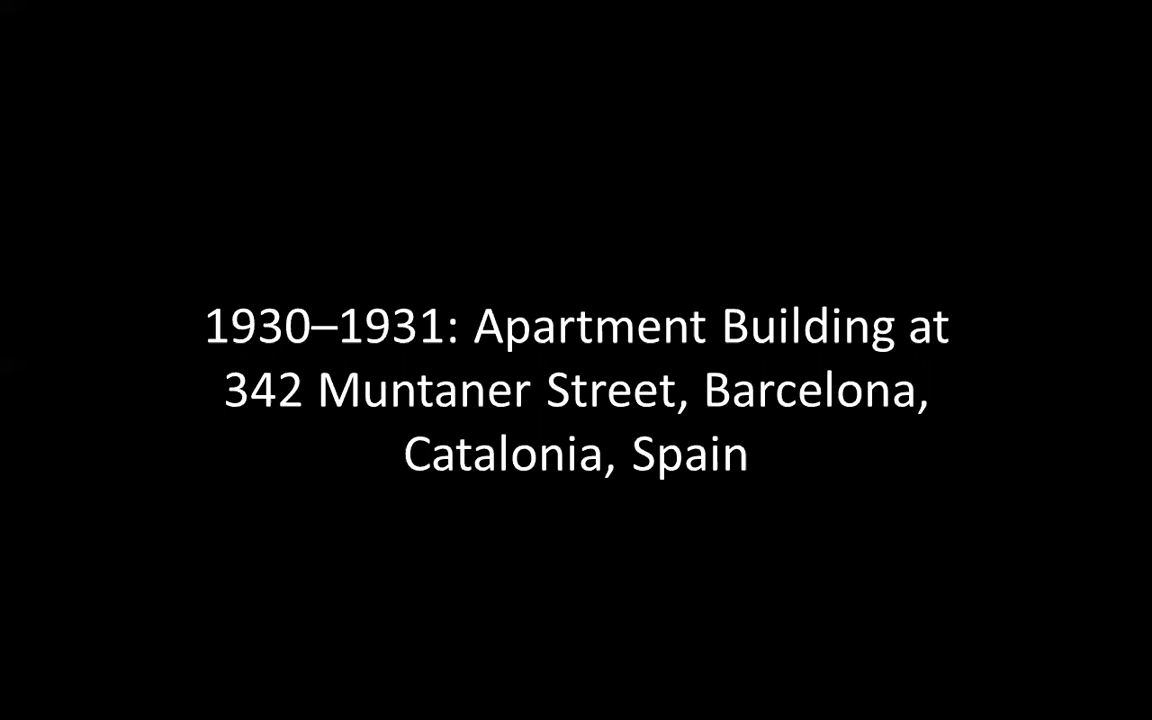 1930–1931: Apartment Building at
342 Muntaner Street, Barcelona,
Catalonia, Spain